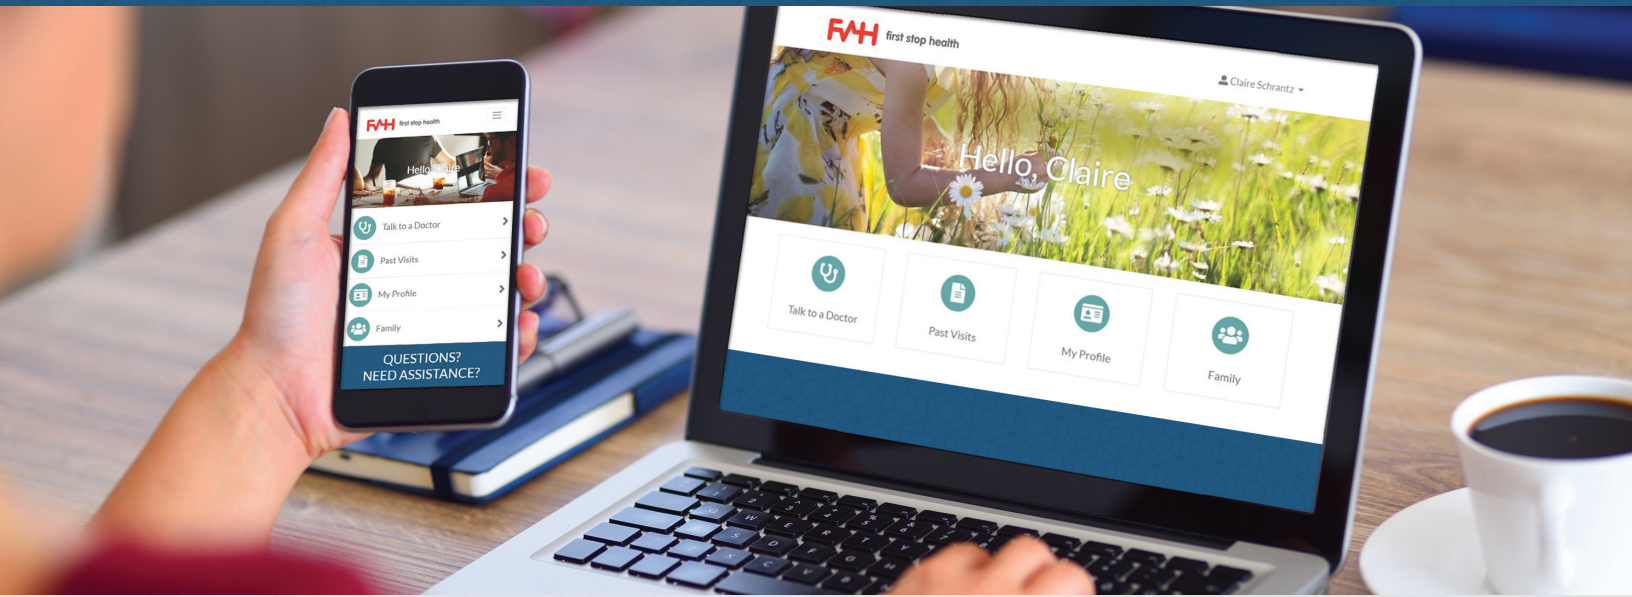 FAH first stop health
Hello, Claire
Talk to a Doctor
Past Visits
My Profile
Family
QUESTIONS?
NEED ASSISTANCE?
FAH first stop health
Claire Schrantz
Hello, Claire
Talk to a Doctor
Past Visits
My Profile
Family